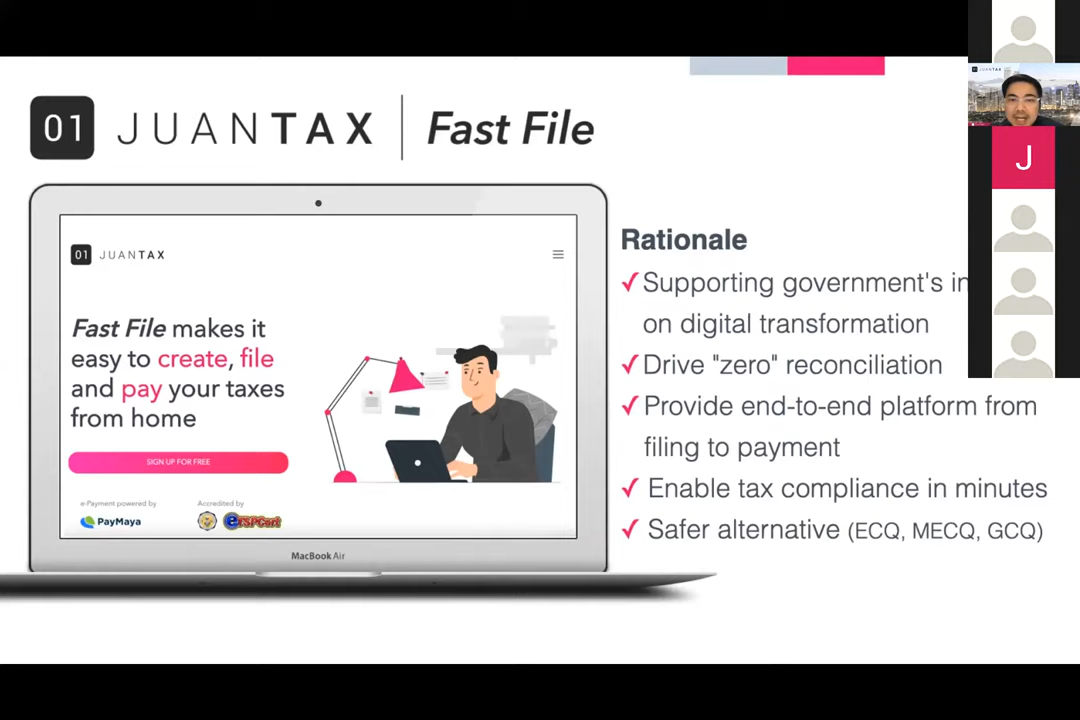 01 JUANTAX Fast File
01 JUANTAX
Fast File makes it
easy to create, file
and pay your taxes
from home
SIGN UP FOR FREE
e-Payment powered by
Accredited by
PayMaya
MacBook Air
Rationale
✓Supporting government's in
on digital transformation
✓Drive "zero" reconciliation
✓Provide end-to-end platform from
filing to payment
✓Enable tax compliance in minutes
✓Safer alternative (ECQ, MECQ, GCQ)
JUANTAX
J